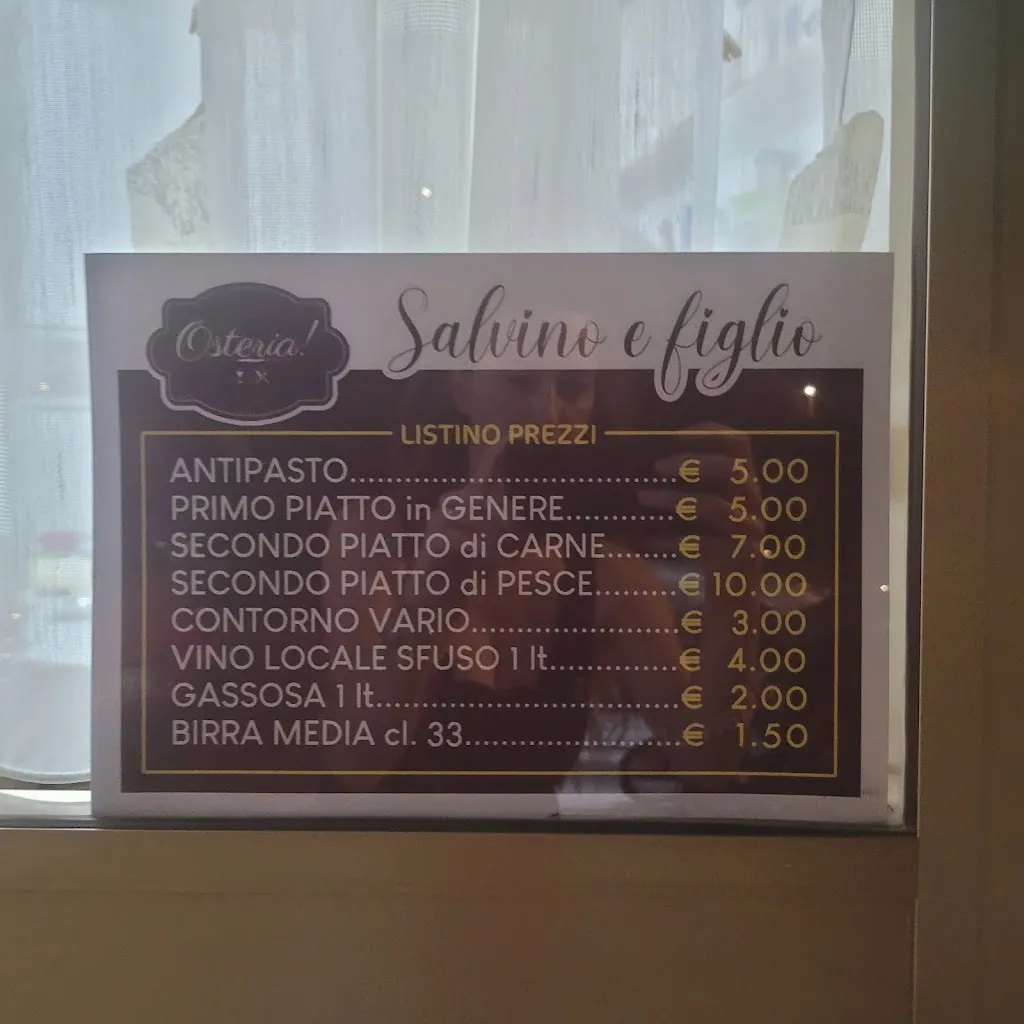 Osteria!
Salvino e figlio
LISTINO PREZZI
ANTIPASTO....................................€ 5.00
PRIMO PIATTO in GENERE............€ 5.00
SECONDO PIATTO di CARNE.......€ 7.00
SECONDO PIATTO di PESCE.........€ 10.00
CONTORNO VARIO.......................€ 3.00
VINO LOCALE SFUSO 1 lt..............€ 4.00
GASSOSA 1 lt.................................€ 2.00
BIRRA MEDIA cl. 33.......................€ 1.50